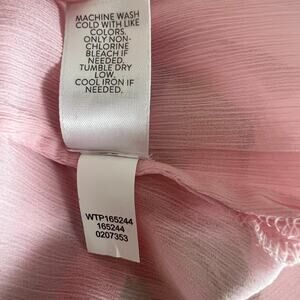 MACHINE WASH
COLD WITH LIKE
COLORS.
ONLY NON-
CHLORINE
BLEACH IF
NEEDED.
TUMBLE DRY
LOW.
COOL IRON IF
NEEDED.
WTP165244
165244
0207353